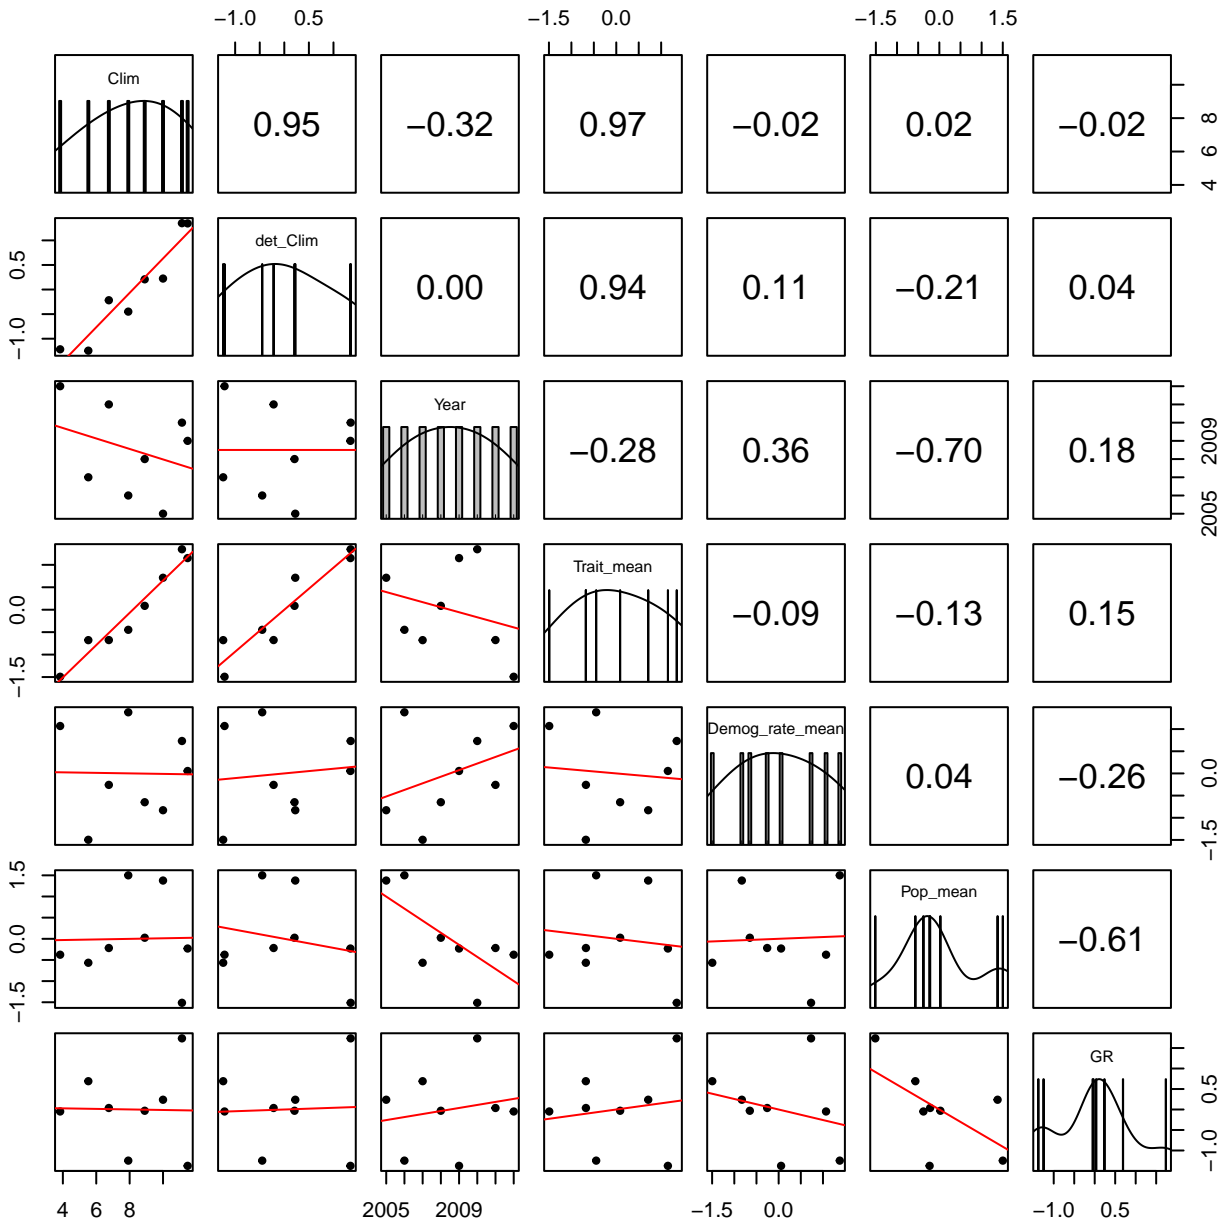 −1.0 0.5 −1.5 0.0 −1.5 0.0 1.5
Clim 0.95 −0.32 0.97 −0.02 0.02 −0.02 4 6 8
−1.0 0.5 det_Clim 0.00 0.94 0.11 −0.21 0.04
Year −0.28 0.36 −0.70 0.18 2005 2009
−1.5 0.0 Trait_mean −0.09 −0.13 0.15
Demog_rate_mean 0.04 −0.26 −1.5 0.0
−1.5 0.0 1.5 Pop_mean −0.61
GR −1.0 0.5
4 6 8 2005 2009 −1.5 0.0 −1.0 0.5